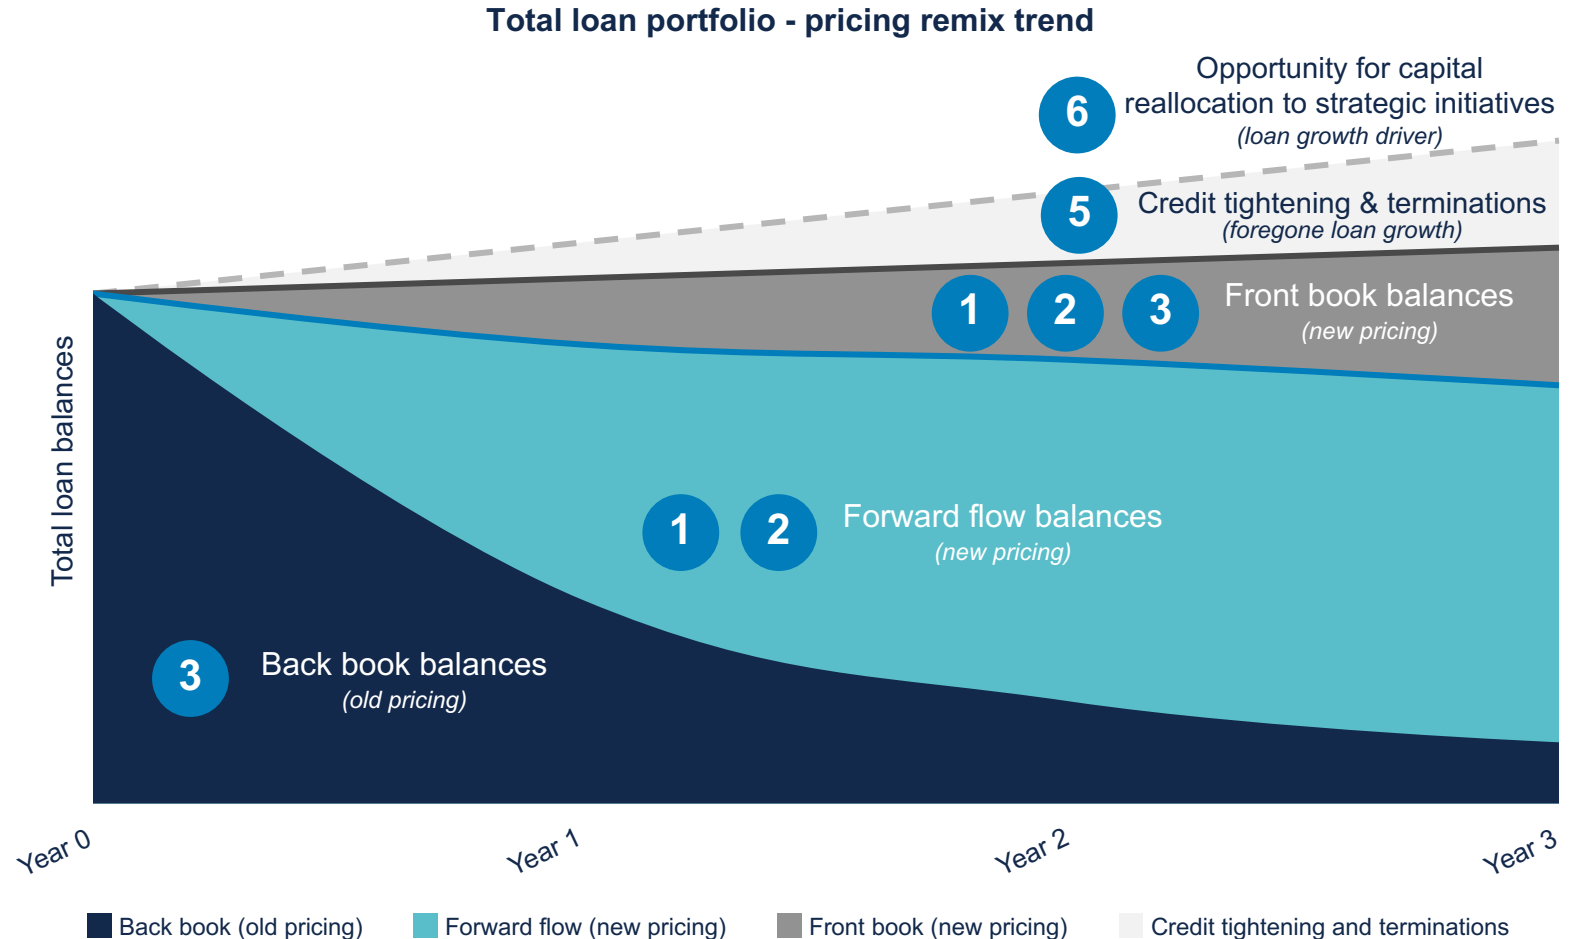 Total loan portfolio - pricing remix trend
6
Opportunity for capital
reallocation to strategic initiatives
(loan growth driver)
5
Credit tightening & terminations
(foregone loan growth)
1 2 3
Front book balances
(new pricing)
Total loan balances
1 2
Forward flow balances
(new pricing)
3
Back book balances
(old pricing)
Year 0 Year 1 Year 2 Year 3
Back book (old pricing) Forward flow (new pricing) Front book (new pricing) Credit tightening and terminations